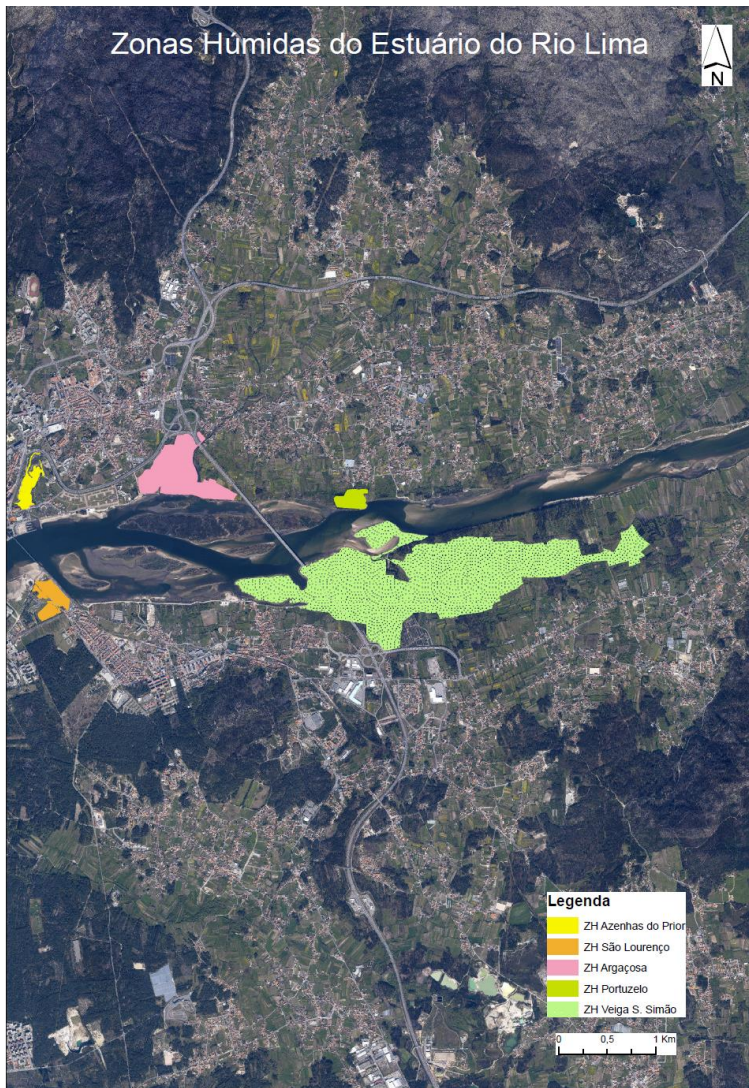 Zonas Húmidas do Estuário do Rio Lima
N
Legenda
ZH Azenhas do Prior
ZH São Lourenço
ZH Argaçosa
ZH Portuzelo
ZH Veiga S. Simão
0 0,5 1 Km